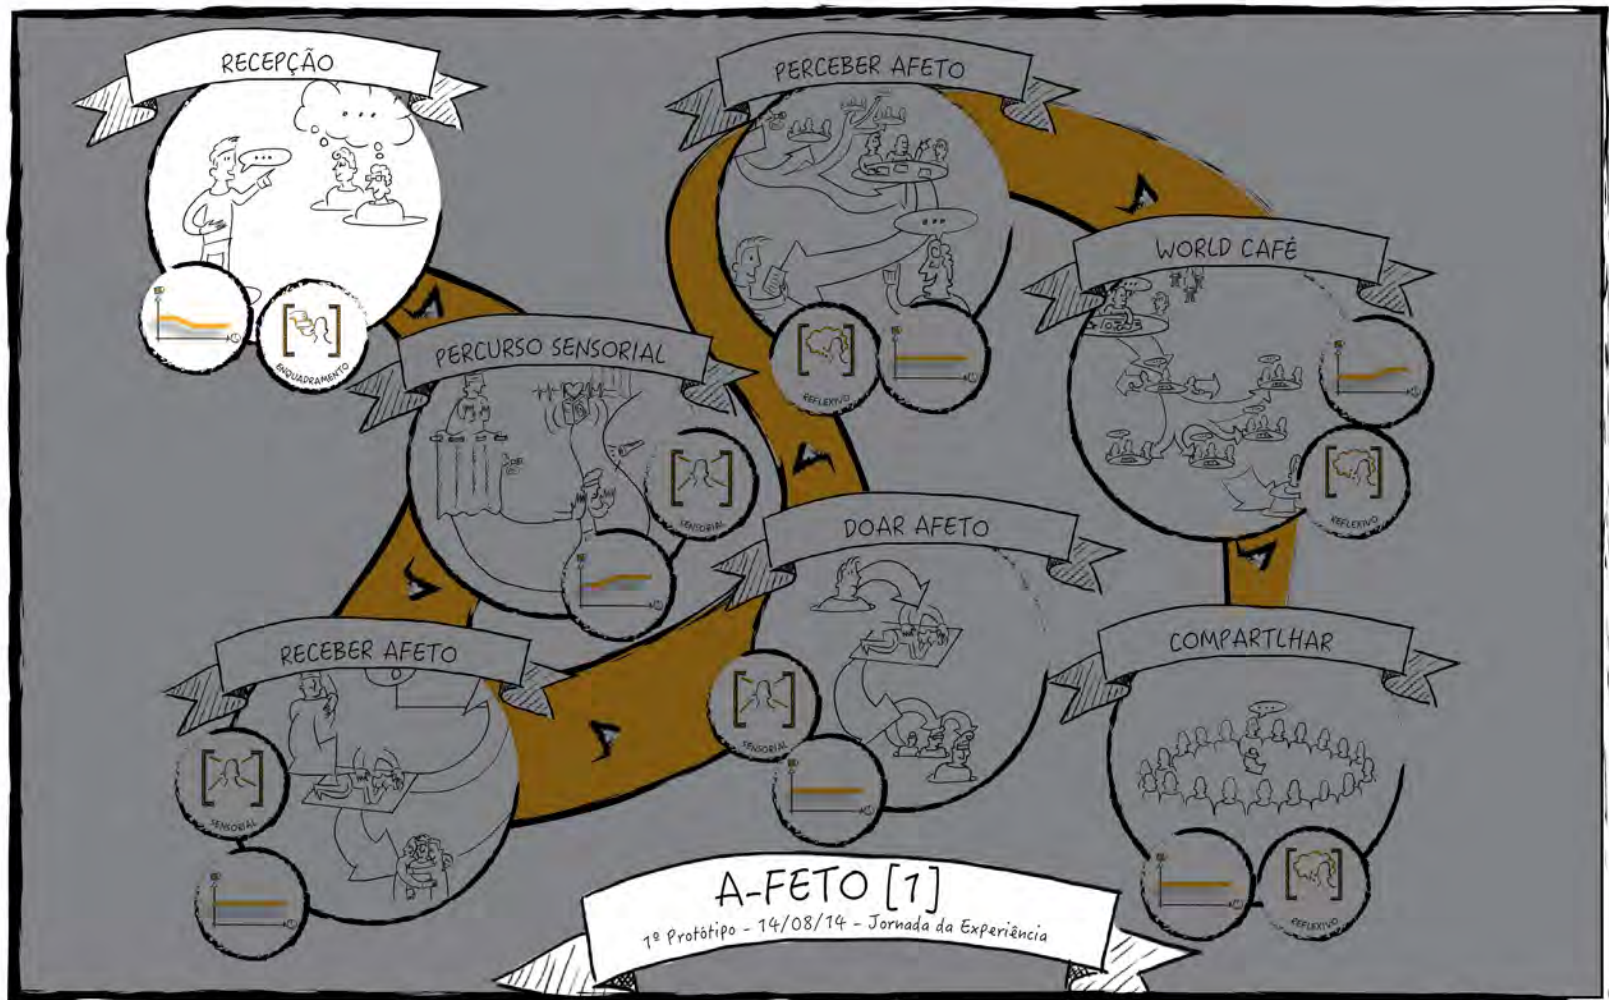 RECEPÇÃO
ENQUADRAMENTO
PERCURSO SENSORIAL
SENSORIAL
RECEBER AFETO
SENSORIAL
DOAR AFETO
SENSORIAL
PERCEBER AFETO
REFLEXIVO
WORLD CAFÉ
REFLEXIVO
COMPARTLHAR
REFLEXIVO
A-FETO [1]
1º Protótipo - 14/08/14 - Jornada da Experiência